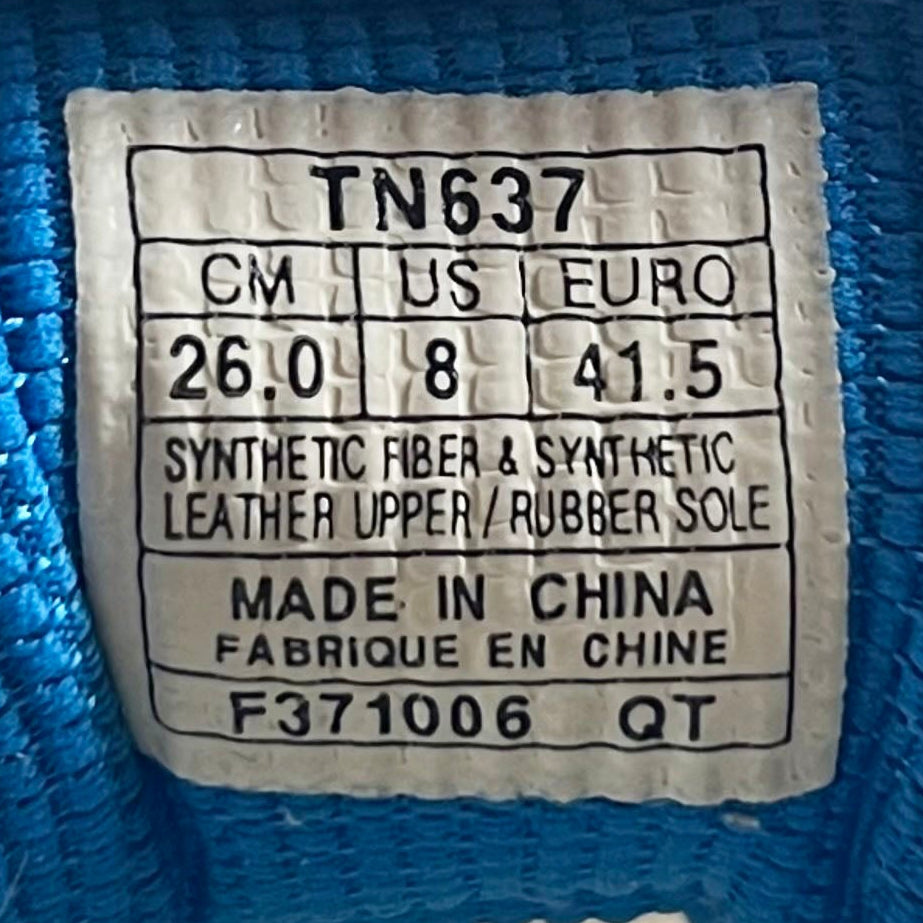 TN637
CM US EURO
26.0 8 41.5
SYNTHETIC FIBER & SYNTHETIC
LEATHER UPPER / RUBBER SOLE
MADE IN CHINA
FABRIQUE EN CHINE
F371006 QT